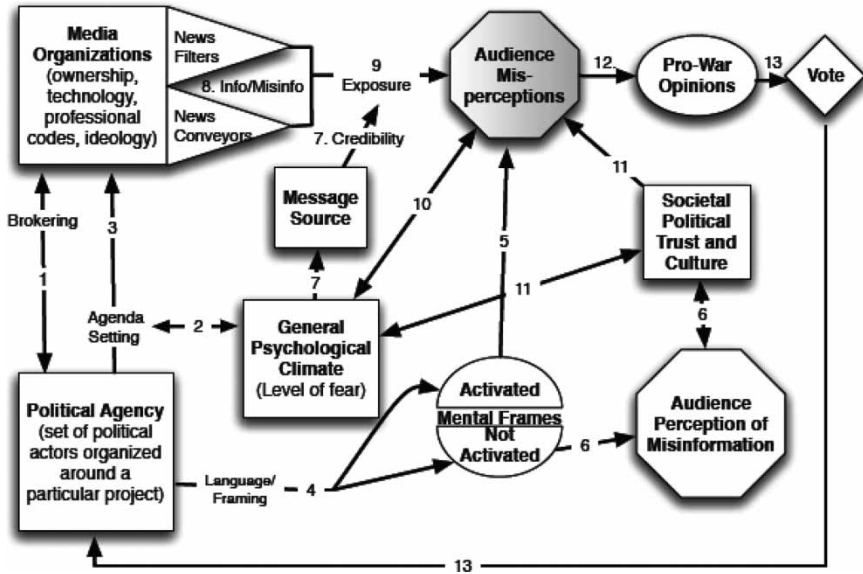 Media
Organizations
(ownership,
technology,
professional
codes, ideology)
News
Filters
8. Info/Misinfo
News
Conveyors
9
Exposure
Audience
Mis-
perceptions
12.
Pro-War
Opinions
13
Vote
7. Credibility
Message
Source
7
10
5
11
Societal
Political
Trust and
Culture
11
6
Brokering
1
3
Agenda
Setting
2
General
Psychological
Climate
(Level of fear)
Activated
Mental Frames
Not
Activated
6
Audience
Perception of
Misinformation
Political Agency
(set of political
actors organized
around a
particular project)
Language/
Framing
4
13